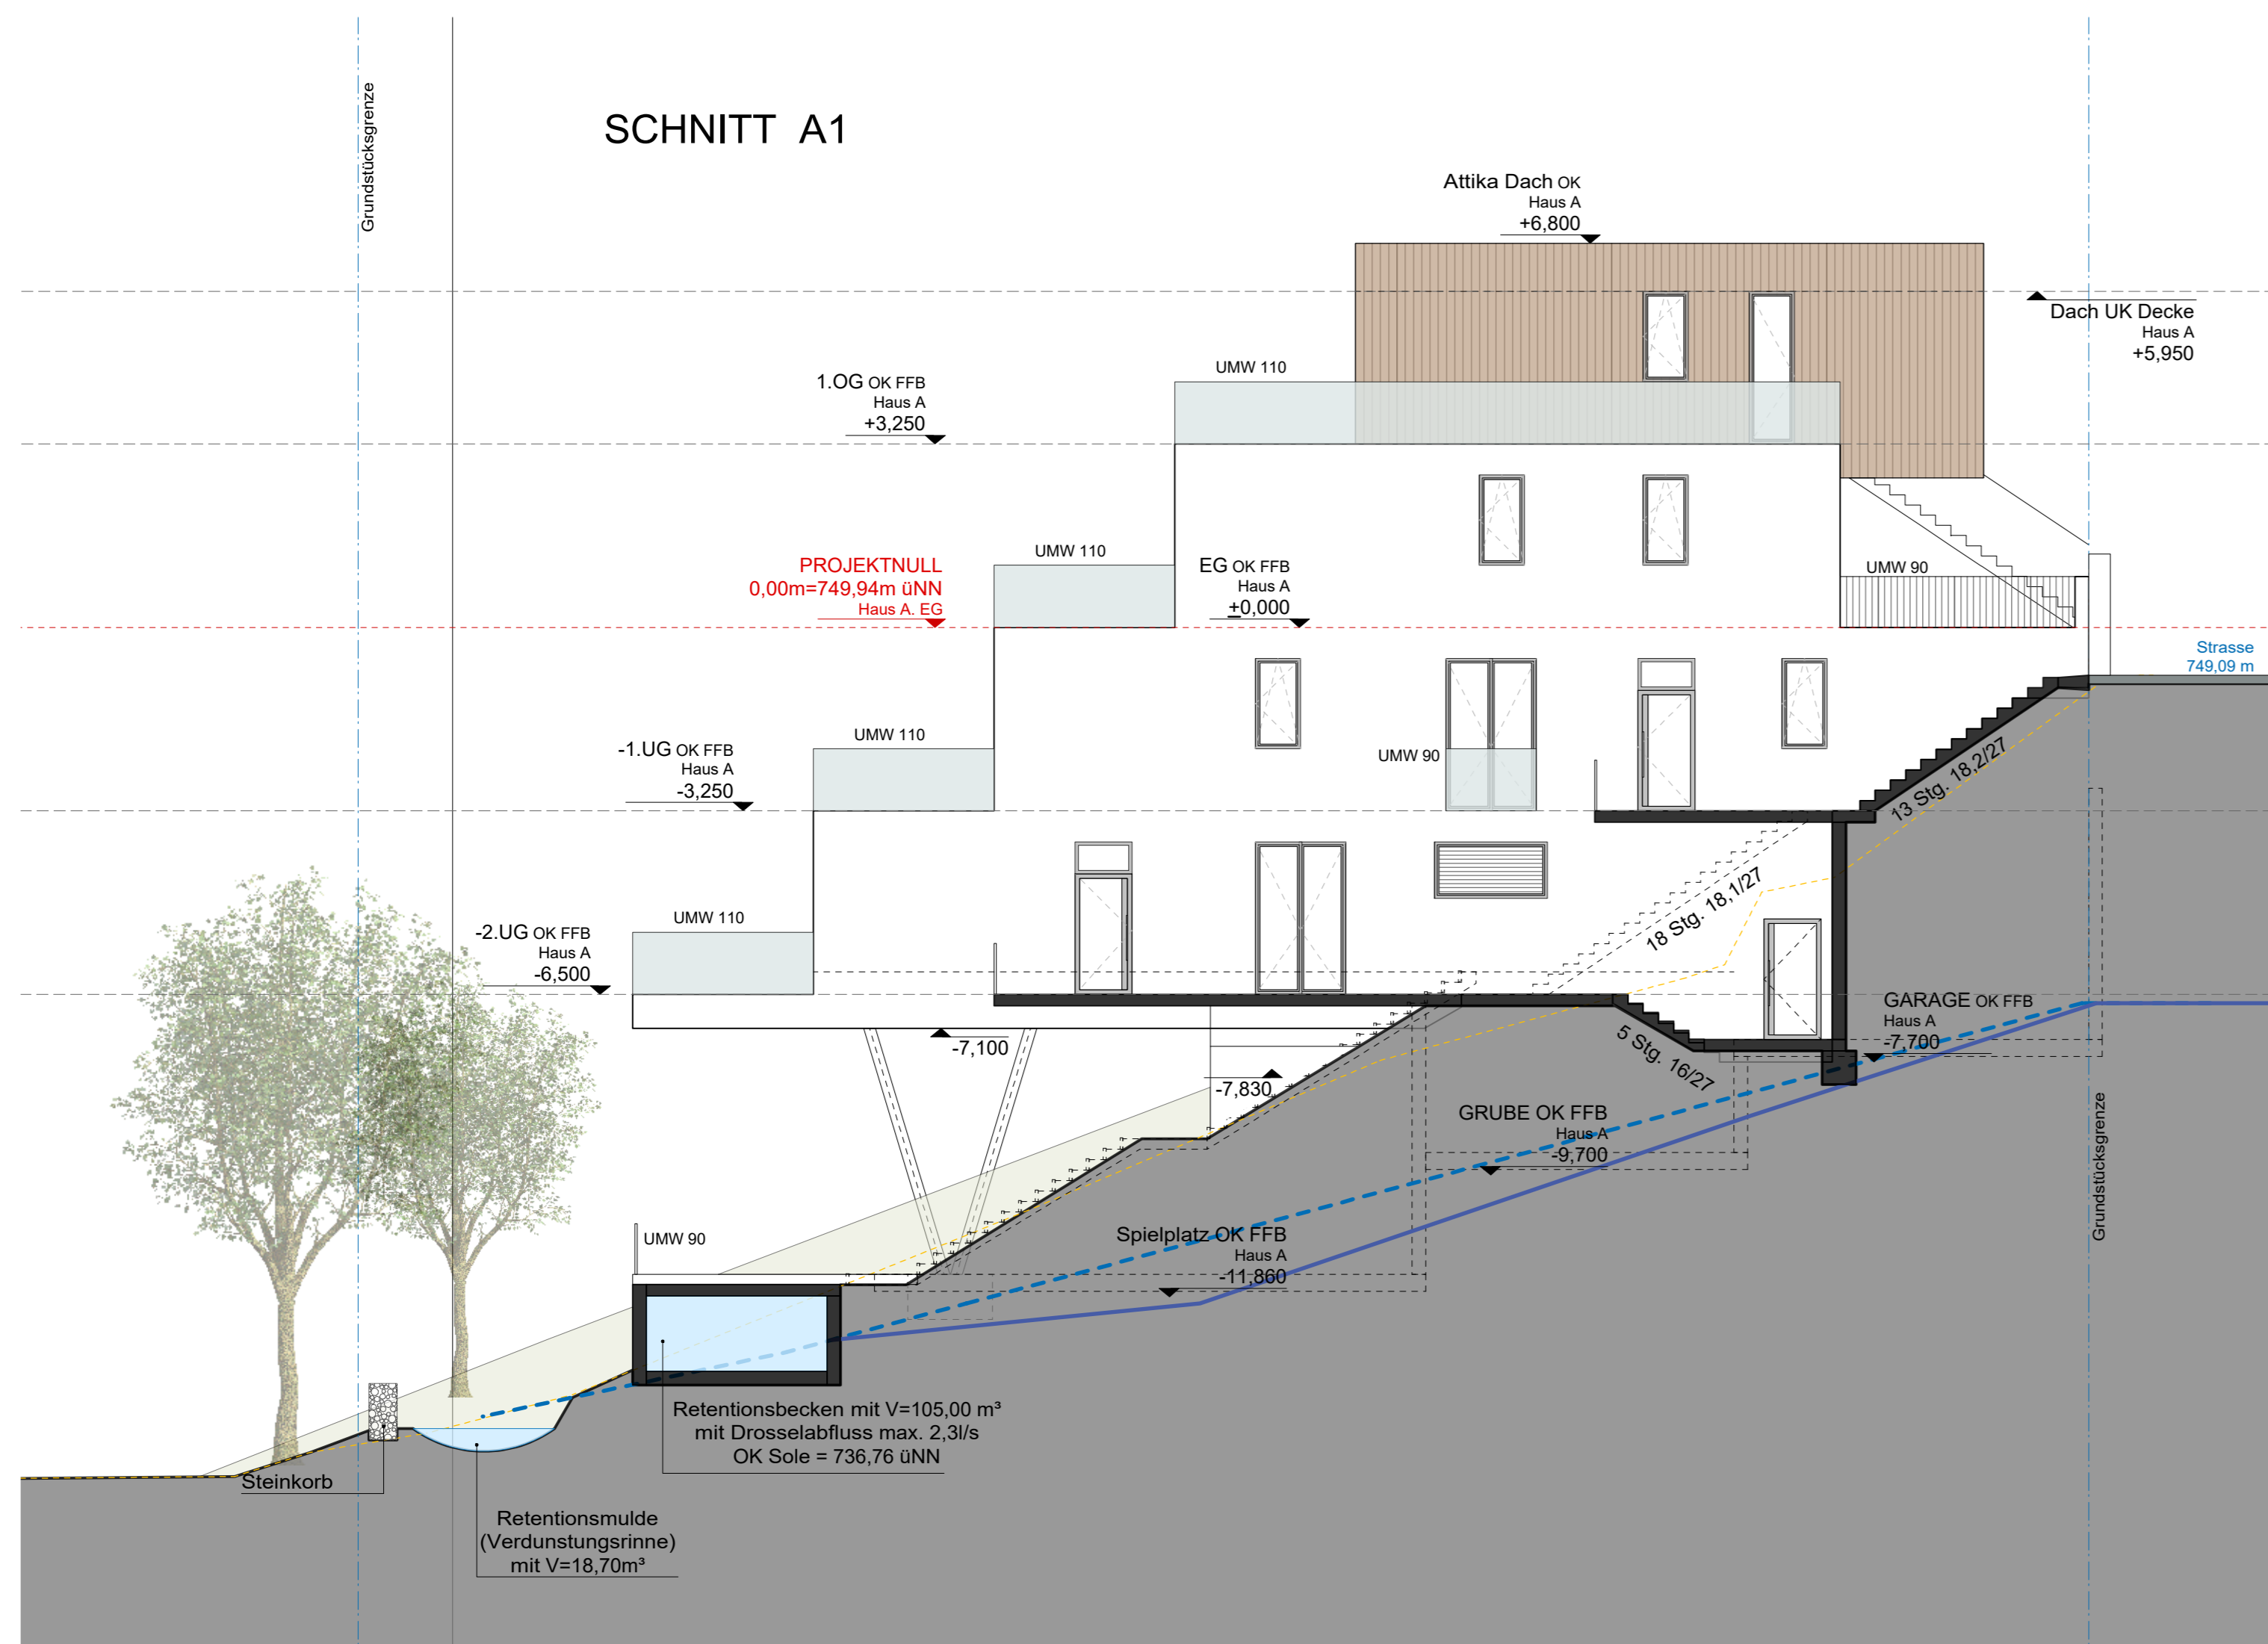 Grundstücksgrenze
SCHNITT A1
Attika Dach OK
Haus A
+6,800
Dach UK Decke
Haus A
+5,950
UMW 110
1.OG OK FFB
Haus A
+3,250
UMW 110
PROJEKTNULL
0,00m=749,94m üNN
Haus A. EG
EG OK FFB
Haus A
±0,000
UMW 90
Strasse
749,09 m
UMW 110
-1.UG OK FFB
Haus A
-3,250
UMW 90
13 Stg. 18,2/27
18 Stg. 18,1/27
UMW 110
-2.UG OK FFB
Haus A
-6,500
GARAGE OK FFB
Haus A
-7,700
-7,100
5 Stg. 16/27
-7,830
GRUBE OK FFB
Haus A
-9,700
Grundstücksgrenze
UMW 90
Spielplatz OK FFB
Haus A
-11,860
Retentionsbecken mit V=105,00 m³
mit Drosselabfluss max. 2,3l/s
OK Sole = 736,76 üNN
Steinkorb
Retentionsmulde
(Verdunstungsrinne)
mit V=18,70m³